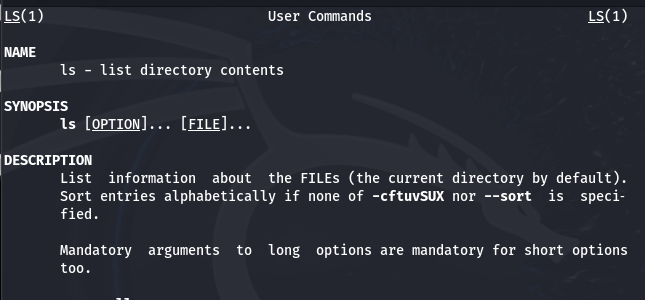 LS(1) User Commands LS(1)
NAME
ls - list directory contents
SYNOPSIS
ls [OPTION]... [FILE]...
DESCRIPTION
List information about the FILEs (the current directory by default).
Sort entries alphabetically if none of -cftuvSUX nor --sort is speci-
fied.
Mandatory arguments to long options are mandatory for short options
too.